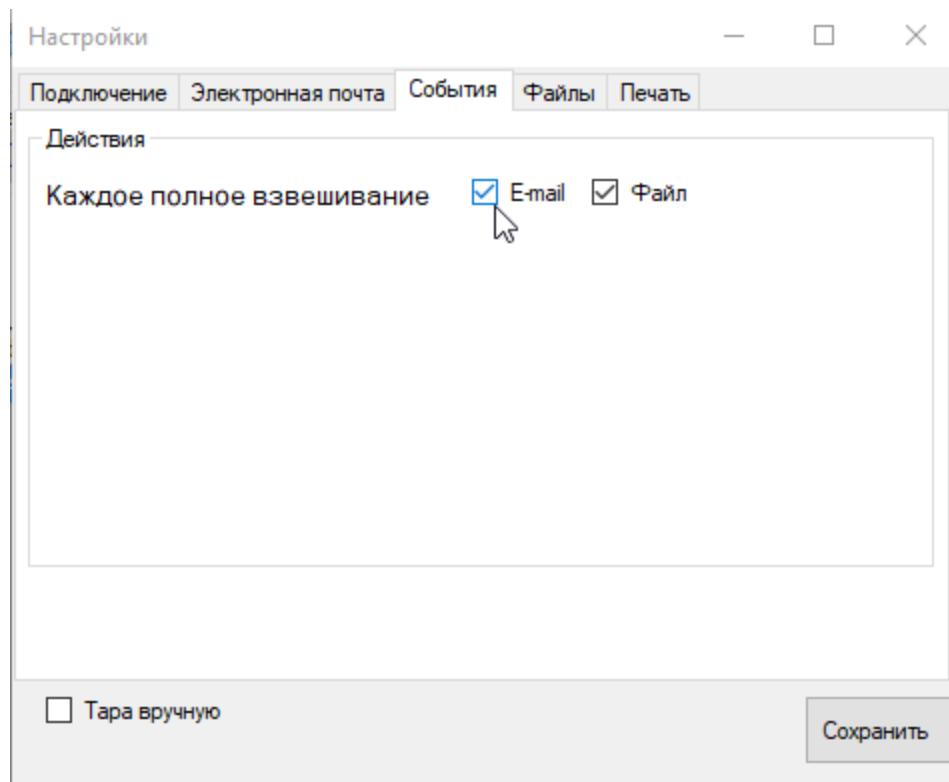 Настройки
Подключение Электронная почта События Файлы Печать
Действия
Каждое полное взвешивание E-mail Файл
Тара вручную
Сохранить